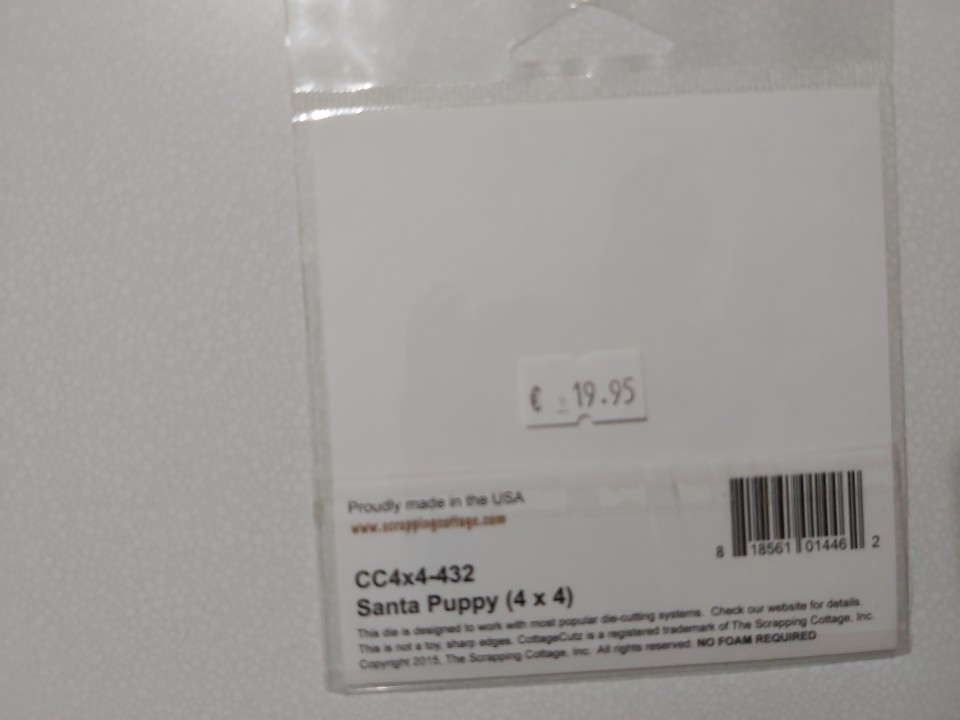 € 19.95
Proudly made in the USA
www.scrappingcottage.com
8 18561 01446 2
CC4x4-432
Santa Puppy (4 x 4)
This die is designed to work with most popular die-cutting systems. Check our website for details.
This is not a toy, sharp edges. CottageCutz is a registered trademark of The Scrapping Cottage, Inc.
Copyright 2015, The Scrapping Cottage, Inc. All rights reserved. NO FOAM REQUIRED